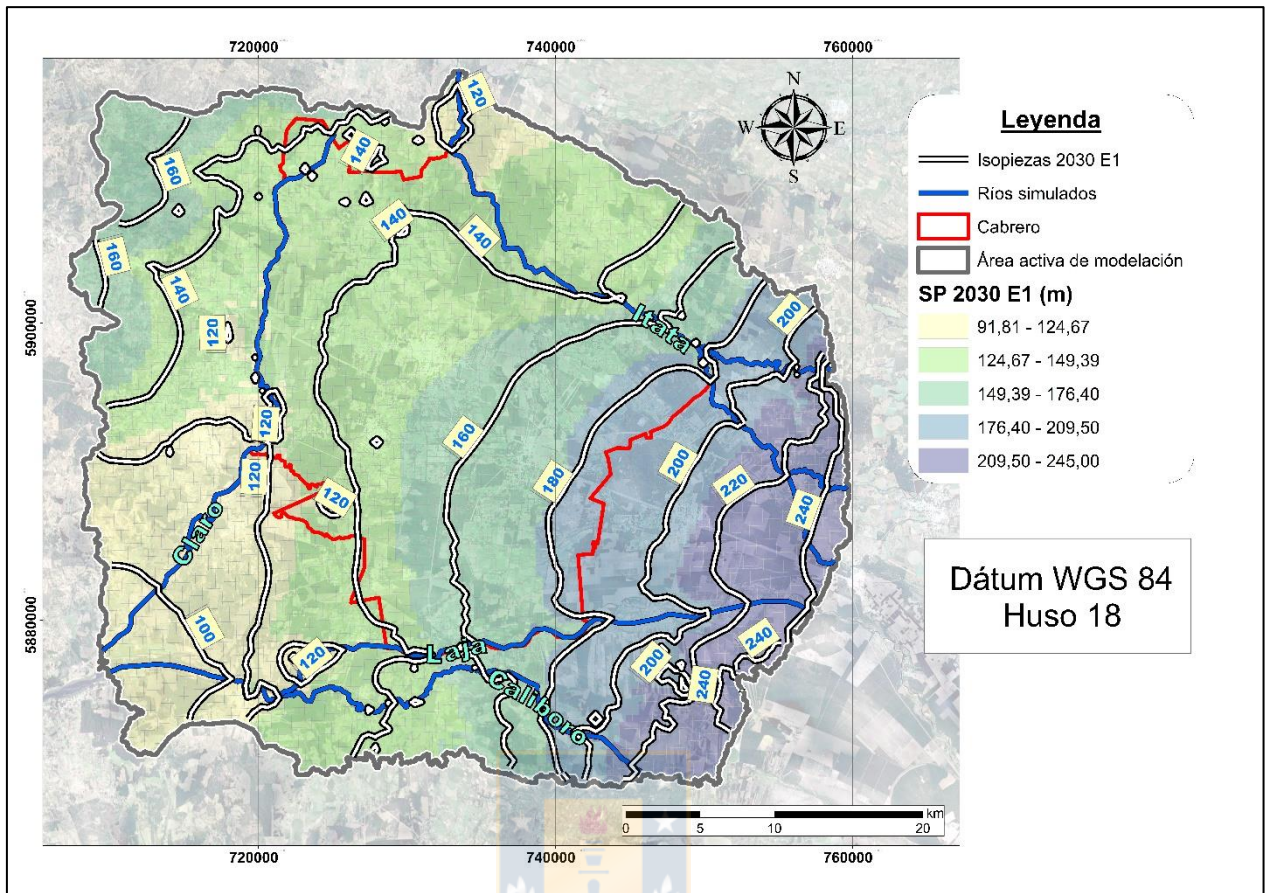 720000
740000
760000
N
W
E
S
120
140
160
140
140
160
140
120
200
Itata
120
160
180
200
220
240
120
120
Claro
100
120
Laja
Caliboro
200
240
240
5900000
5880000
Leyenda
Isopiezas 2030 E1
Ríos simulados
Cabrero
Área activa de modelación
SP 2030 E1 (m)
91,81 - 124,67
124,67 - 149,39
149,39 - 176,40
176,40 - 209,50
209,50 - 245,00
Dátum WGS 84
Huso 18
km
0 5 10 20
720000
740000
760000